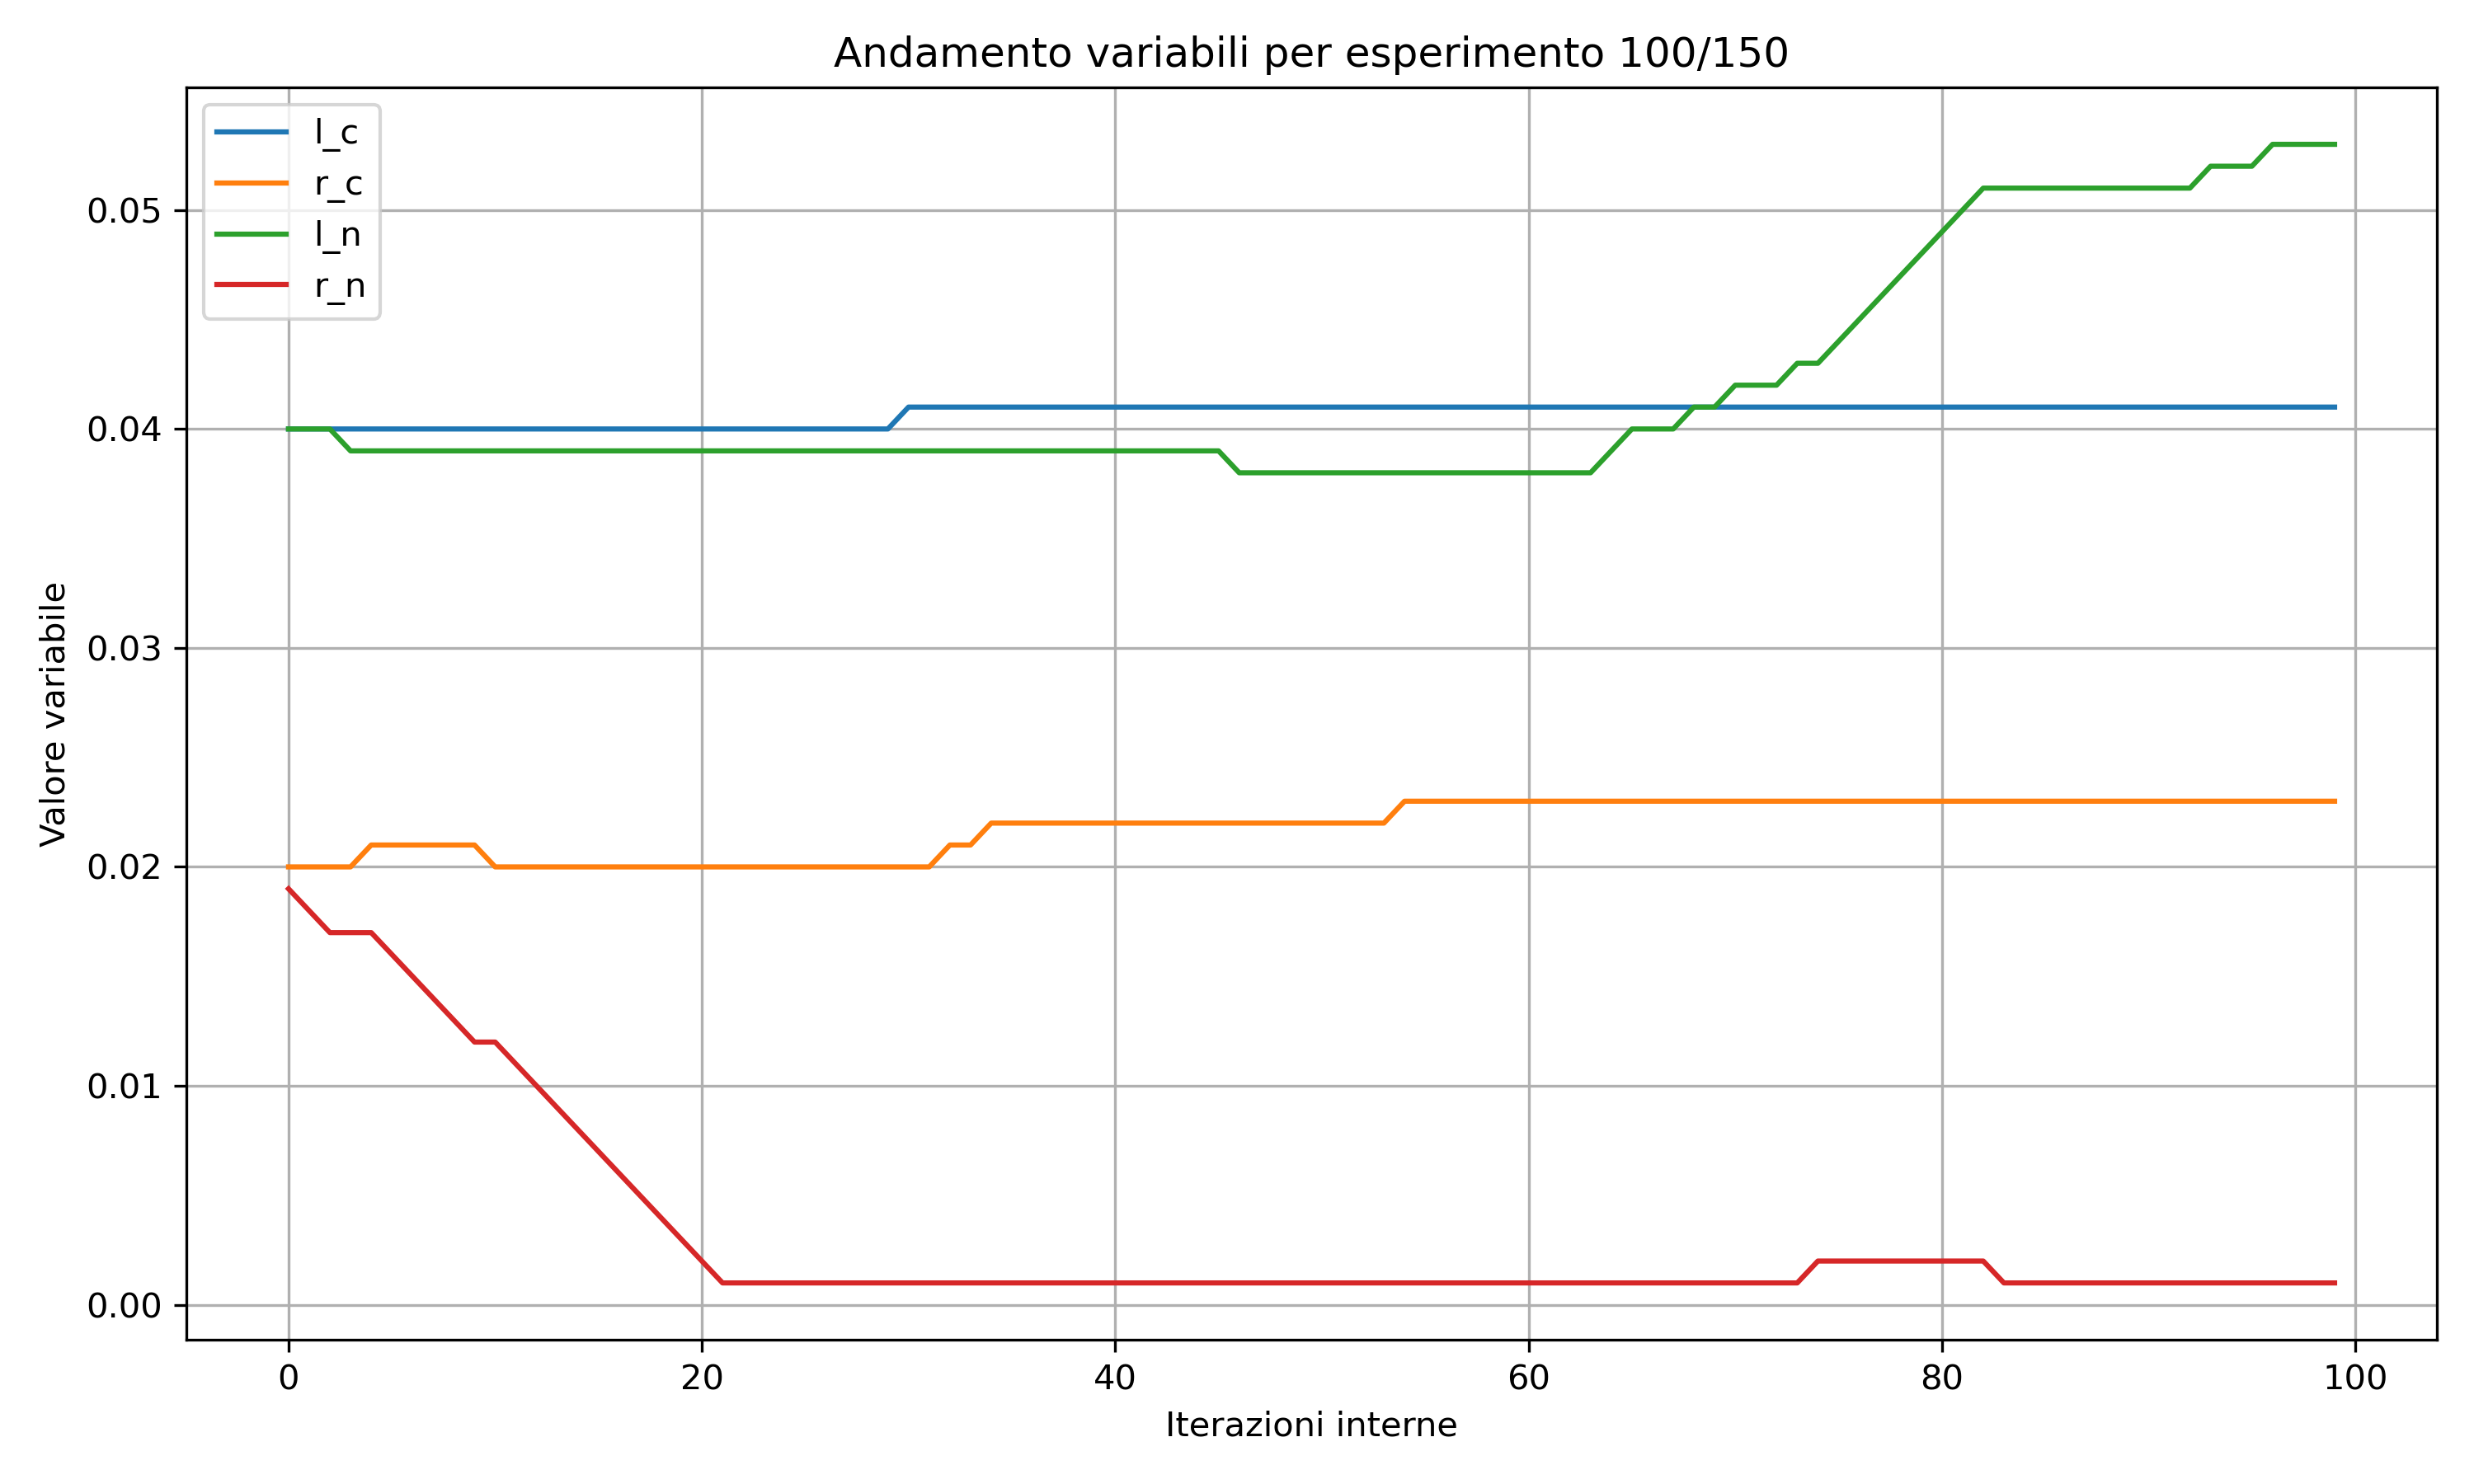 Andamento variabili per esperimento 100/150
l_c
r_c
l_n
r_n
Valore variabile
0.05
0.04
0.03
0.02
0.01
0.00
0 20 40 60 80 100
Iterazioni interne